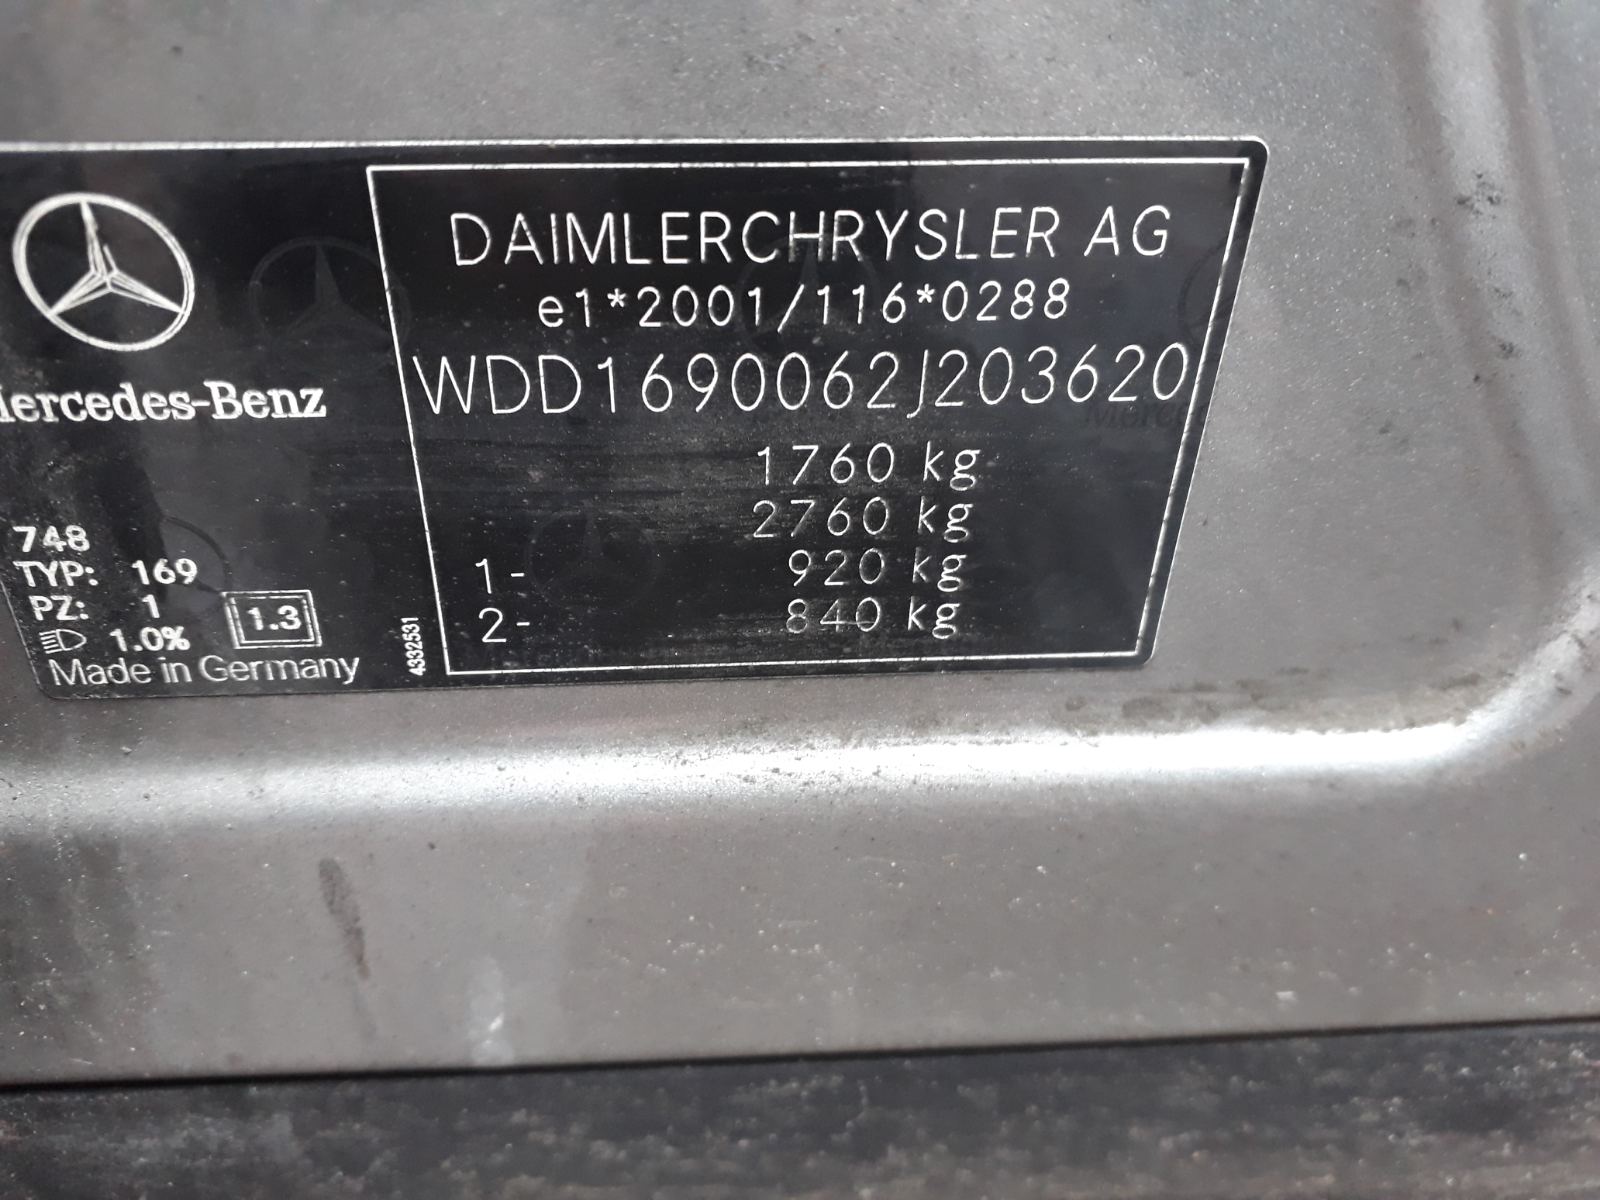 DAIMLERCHRYSLER AG
e1*2001/116*0288
WDD1690062J203620
1760 kg
2760 kg
1- 920 kg
2- 840 kg
Mercedes-Benz
748
TYP: 169
PZ: 1
1.0% 1.3
Made in Germany
4332531